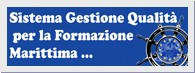 Sistema Gestione Qualità
per la Formazione
Marittima ...